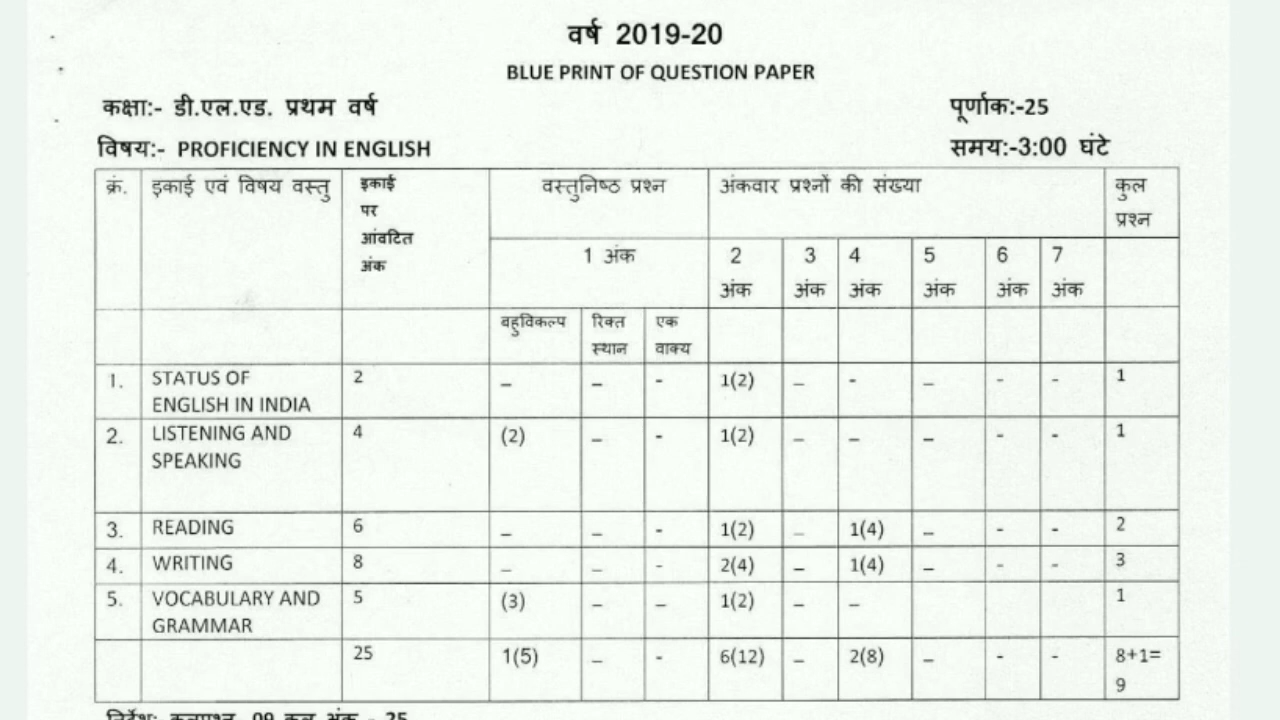 वर्ष 2019-20
BLUE PRINT OF QUESTION PAPER
कक्षा:- डी.एल.एड. प्रथम वर्ष
पूर्णांक:-25
विषय:- PROFICIENCY IN ENGLISH
समय:-3:00 घंटे
क्रं. इकाई एवं विषय वस्तु इकाई पर आंवटित अंक वस्तुनिष्ठ प्रश्न अंकवार प्रश्नों की संख्या कुल प्रश्न
1 अंक 2 अंक 3 अंक 4 अंक 5 अंक 6 अंक 7 अंक
बहुविकल्प रिक्त स्थान एक वाक्य
1. STATUS OF ENGLISH IN INDIA 2 – – - 1(2) – - – - - 1
2. LISTENING AND SPEAKING 4 (2) – - 1(2) – – – - - 1
3. READING 6 – – - 1(2) – 1(4) – - - 2
4. WRITING 8 – – - 2(4) – 1(4) – - - 3
5. VOCABULARY AND GRAMMAR 5 (3) – – 1(2) – – 1
25 1(5) – - 6(12) – 2(8) – - - 8+1= 9
निर्देश: कुलप्रश्न 09 कुल अंक - 25